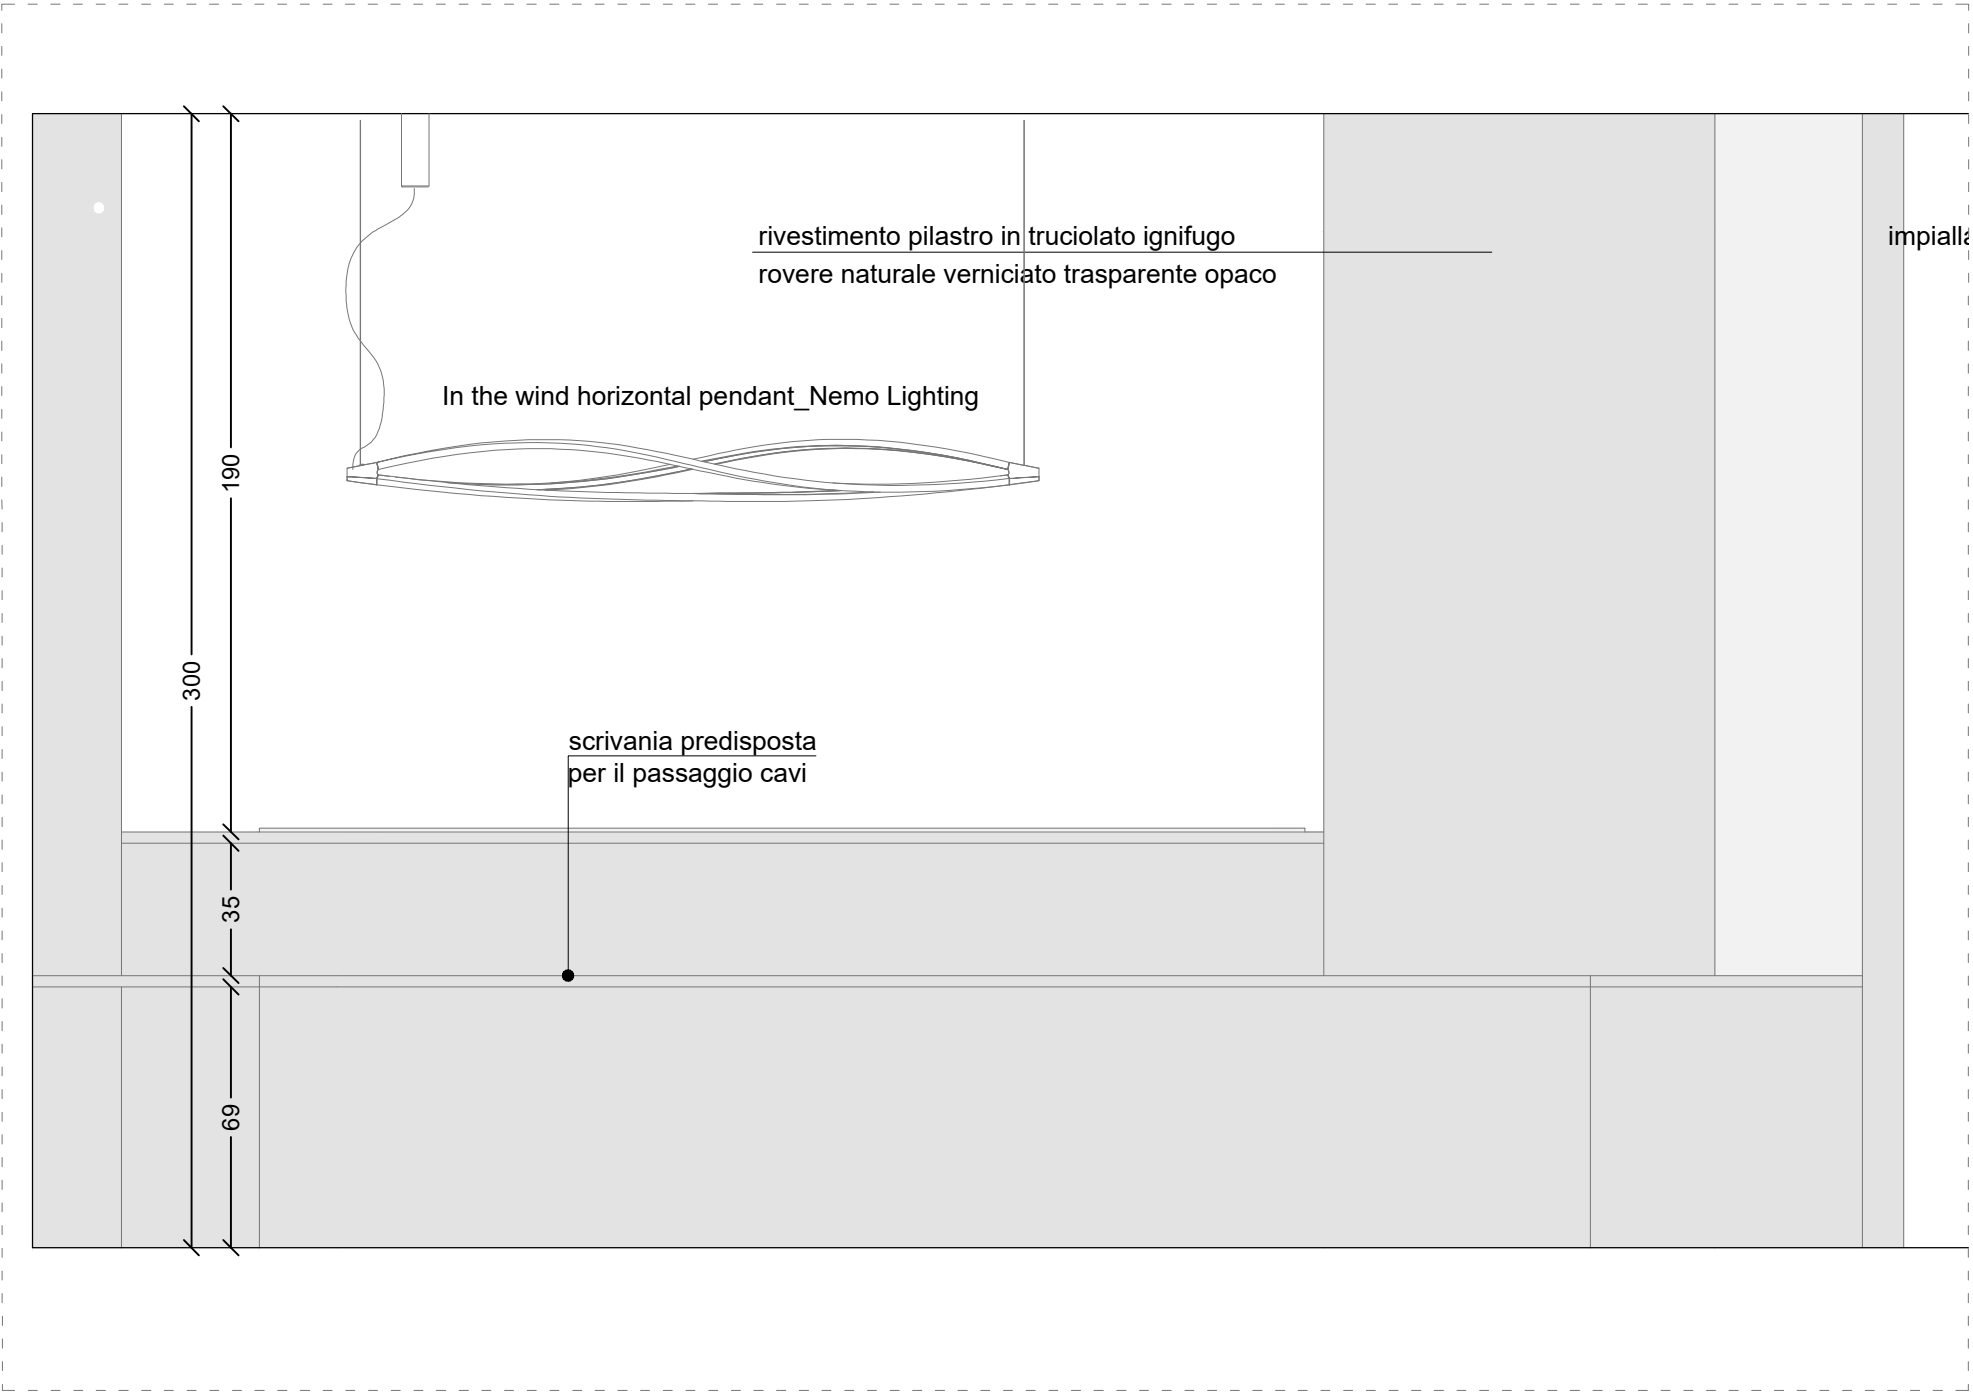 rivestimento pilastro in truciolato ignifugo
rovere naturale verniciato trasparente opaco
In the wind horizontal pendant_Nemo Lighting
190
300
scrivania predisposta
per il passaggio cavi
35
69